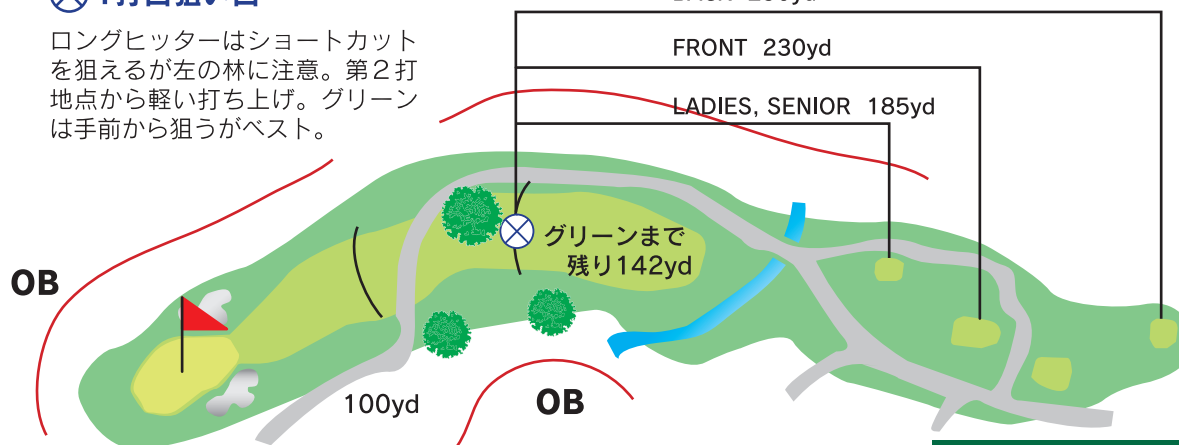 ロングヒッターはショートカット
を狙えるが左の林に注意。第2打
地点から軽い打ち上げ。グリーン
は手前から狙うがベスト。
FRONT 230yd
LADIES, SENIOR 185yd
グリーンまで
残り142yd
OB
100yd
OB